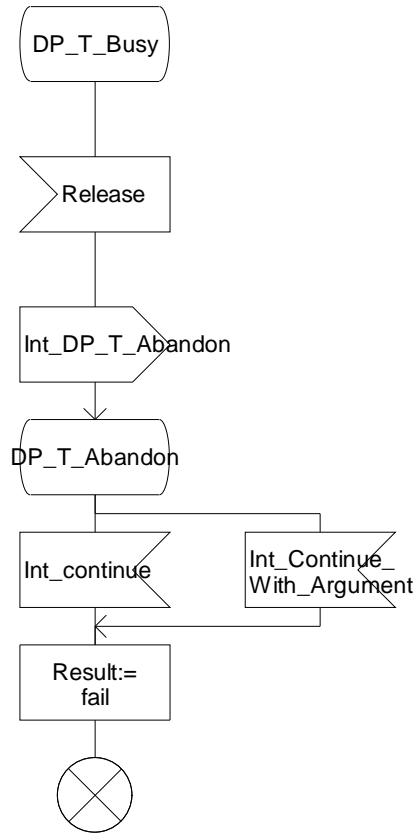 DP_T_Busy
Release
Int_DP_T_Abandon
DP_T_Abandon
Int_continue
Int_Continue_
With_Argument
Result:=
fail